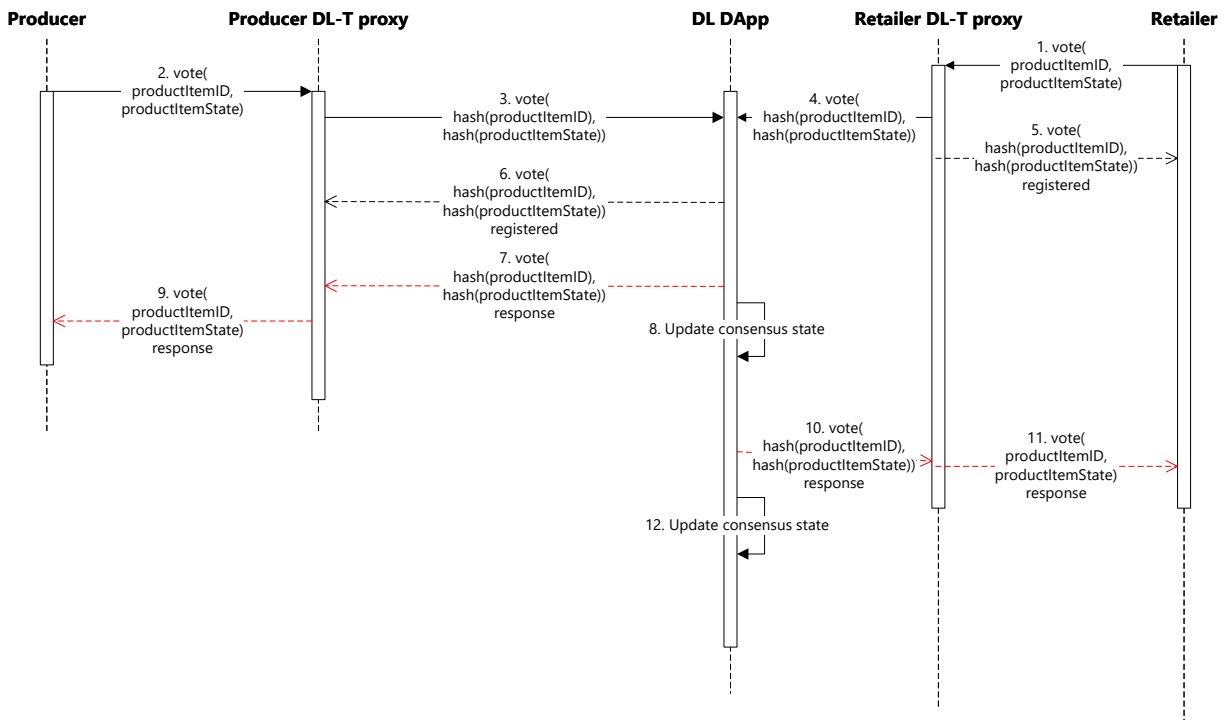 Producer
Producer DL-T proxy
DL DApp
Retailer DL-T proxy
Retailer
1. vote(
productItemID,
productItemState)
2. vote(
productItemID,
productItemState)
3. vote(
hash(productItemID),
hash(productItemState))
4. vote(
hash(productItemID),
hash(productItemState))
5. vote(
hash(productItemID),
hash(productItemState))
registered
6. vote(
hash(productItemID),
hash(productItemState))
registered
7. vote(
hash(productItemID),
hash(productItemState))
response
8. Update consensus state
9. vote(
productItemID,
productItemState)
response
10. vote(
hash(productItemID),
hash(productItemState))
response
11. vote(
productItemID,
productItemState)
response
12. Update consensus state